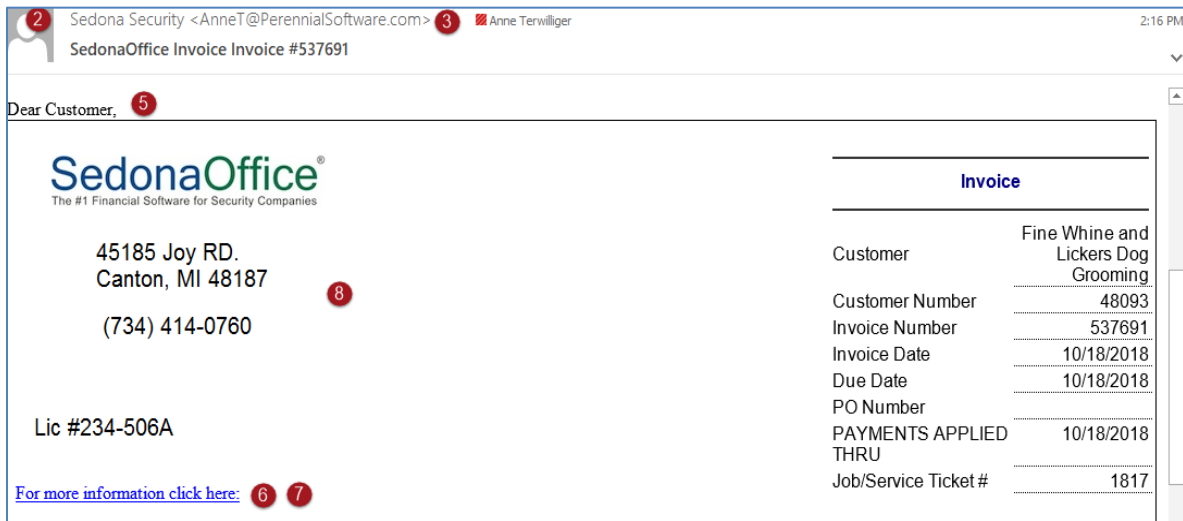 2 Sedona Security <AnneT@PerennialSoftware.com> 3 Anne Terwilliger 2:16 PM
SedonaOffice Invoice Invoice #537691
Dear Customer, 5
SedonaOffice®
The #1 Financial Software for Security Companies
45185 Joy RD.
Canton, MI 48187
8
(734) 414-0760
Lic #234-506A
For more information click here: 6 7
Invoice
Customer Fine Whine and
Lickers Dog
Grooming
Customer Number 48093
Invoice Number 537691
Invoice Date 10/18/2018
Due Date 10/18/2018
PO Number
PAYMENTS APPLIED 10/18/2018
THRU
Job/Service Ticket # 1817